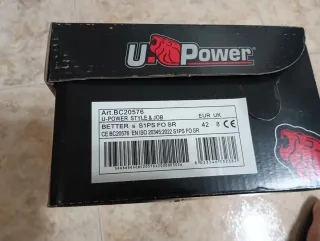 U-Power
Art.BC20576
U-POWER STYLE & JOB EUR UK
BETTER S1PS FO SR 42 8 CE
CE BC20576 EN ISO 20345:2022 S1PS FO SR